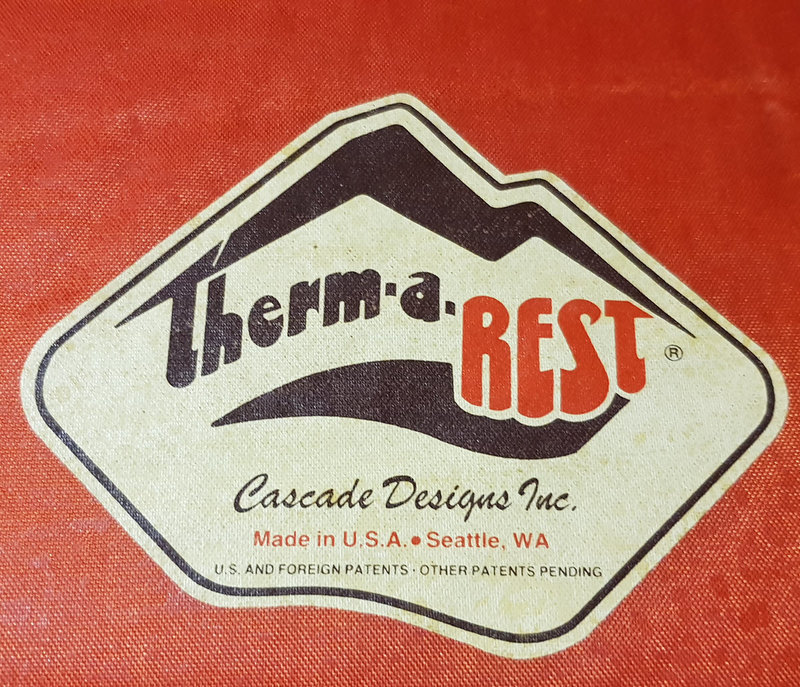 Therm·a·REST ®
Cascade Designs Inc.
Made in U.S.A. • Seattle, WA
U.S. AND FOREIGN PATENTS · OTHER PATENTS PENDING